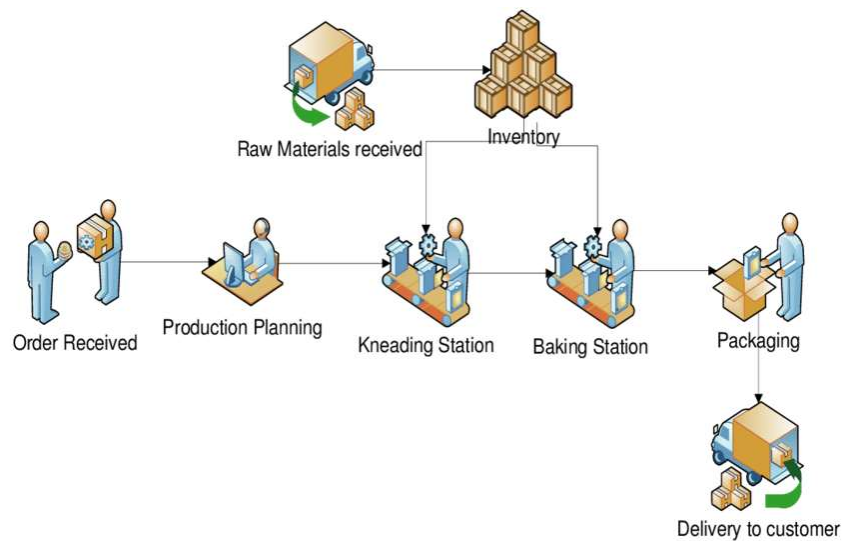 Raw Materials received
Inventory
Order Received
Production Planning
Kneading Station
Baking Station
Packaging
Delivery to customer